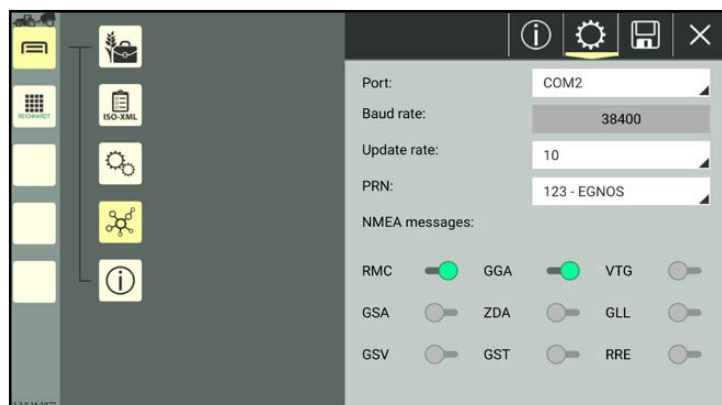 REICHHARDT
ISO-XML
Port: COM2
Baud rate: 38400
Update rate: 10
PRN: 123 - EGNOS
NMEA messages:
RMC GGA VTG
GSA ZDA GLL
GSV GST RRE